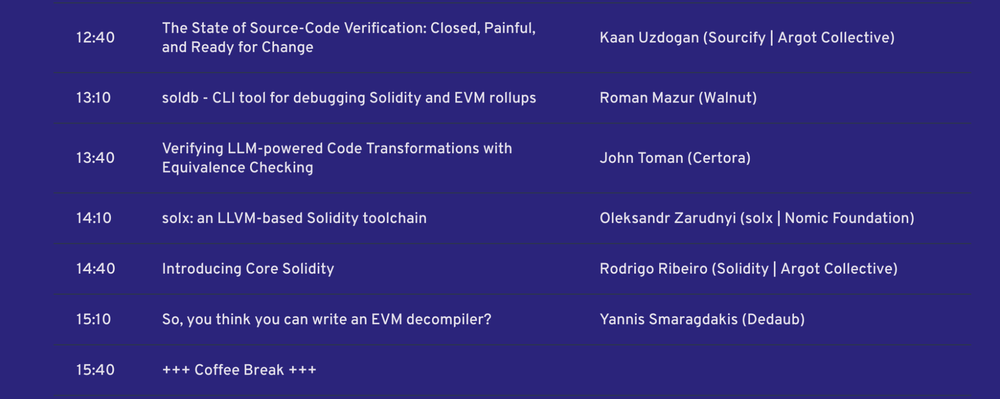 12:40
The State of Source-Code Verification: Closed, Painful,
and Ready for Change
Kaan Uzdogan (Sourcify | Argot Collective)
13:10
soldb - CLI tool for debugging Solidity and EVM rollups
Roman Mazur (Walnut)
13:40
Verifying LLM-powered Code Transformations with
Equivalence Checking
John Toman (Certora)
14:10
solx: an LLVM-based Solidity toolchain
Oleksandr Zarudnyi (solx | Nomic Foundation)
14:40
Introducing Core Solidity
Rodrigo Ribeiro (Solidity | Argot Collective)
15:10
So, you think you can write an EVM decompiler?
Yannis Smaragdakis (Dedaub)
15:40
+++ Coffee Break +++